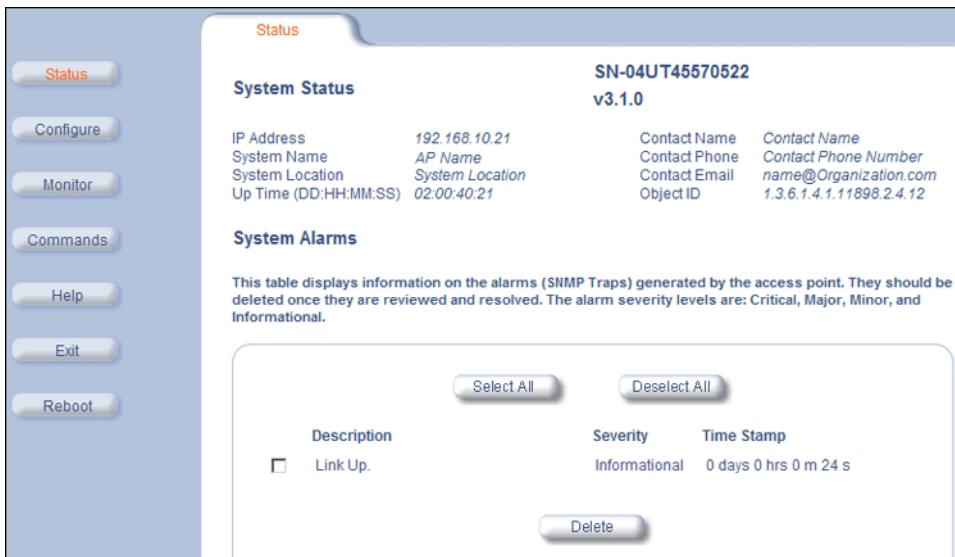 Status
Status
Configure
Monitor
Commands
Help
Exit
Reboot
System Status
SN-04UT45570522
v3.1.0
IP Address 192.168.10.21 Contact Name Contact Name
System Name AP Name Contact Phone Contact Phone Number
System Location System Location Contact Email name@Organization.com
Up Time (DD:HH:MM:SS) 02:00:40:21 Object ID 1.3.6.1.4.1.11898.2.4.12
System Alarms
This table displays information on the alarms (SNMP Traps) generated by the access point. They should be
deleted once they are reviewed and resolved. The alarm severity levels are: Critical, Major, Minor, and
Informational.
Select All Deselect All
Description Severity Time Stamp
Link Up. Informational 0 days 0 hrs 0 m 24 s
Delete